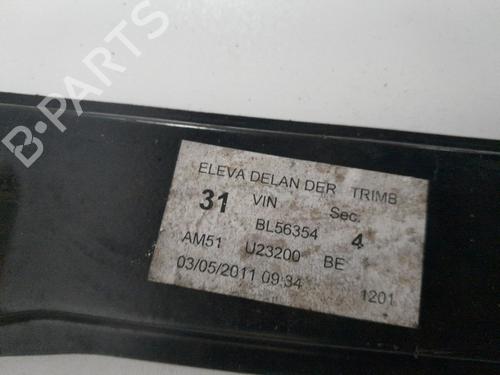 B-PARTS
ELEVA DELAN DER TRIMB
31 VIN Sec.
BL56354 4
AM51 U23200 BE
03/05/2011 09:34 1201
B-PARTS